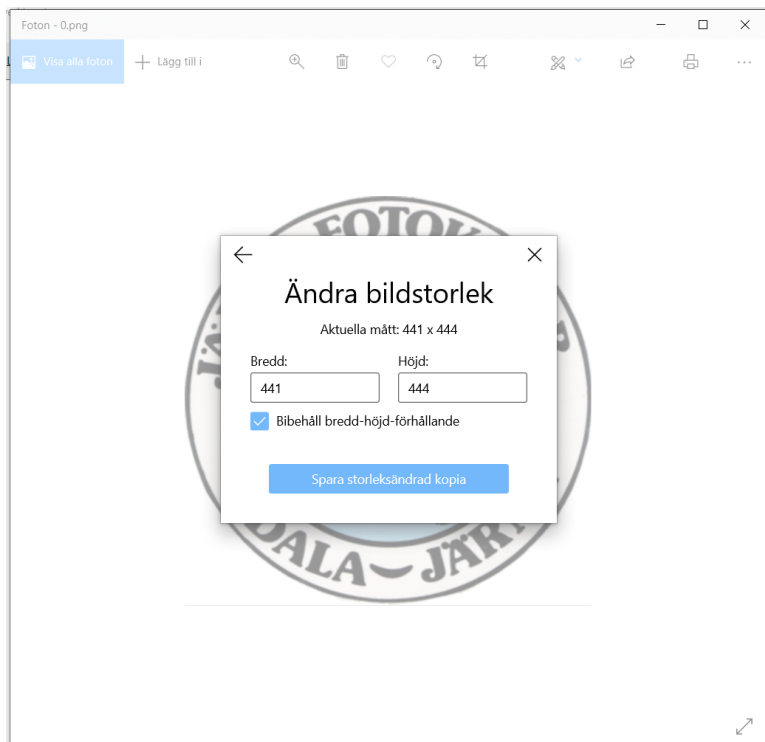 Foton - 0.png
Visa alla foton
Lägg till i
Ändra bildstorlek
Aktuella mått: 441 x 444
Bredd:
Höjd:
441
444
Bibehåll bredd-höjd-förhållande
Spara storleksändrad kopia
DALA-JÄR